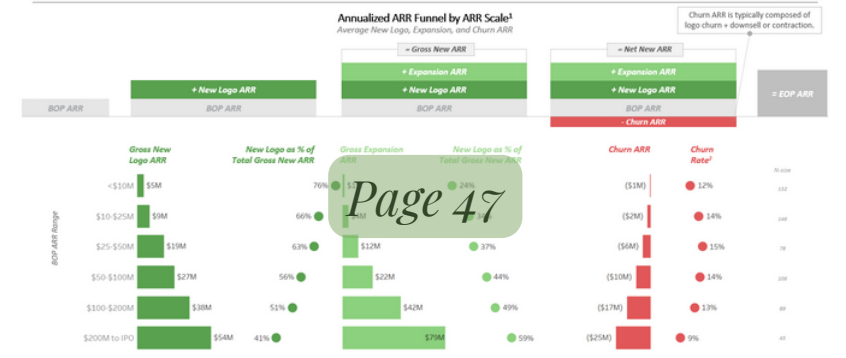 Annualized ARR Funnel by ARR Scale¹
Average New Logo, Expansion, and Churn ARR
Churn ARR is typically composed of
logo churn + downsell or contraction.
= Gross New ARR
= Net New ARR
+ Expansion ARR
+ Expansion ARR
+ New Logo ARR
+ New Logo ARR
+ New Logo ARR
= EOP ARR
BOP ARR
BOP ARR
BOP ARR
BOP ARR
- Churn ARR
Gross New
Logo ARR
New Logo as % of
Total Gross New ARR
Gross Expansion
ARR
New Logo as % of
Total Gross New ARR
Churn ARR
Churn
Rate²
N-size
Page 47
BOP ARR Range
<$10M $5M 76% 24% ($1M) 12%
$10-$25M $9M 66% ($2M) 14%
$25-$50M $19M 63% $12M 37% ($6M) 15%
$50-$100M $27M 56% $22M 44% ($10M) 14%
$100-$200M $38M 51% $42M 49% ($17M) 13%
$200M to IPO $54M 41% $79M 59% ($25M) 9%